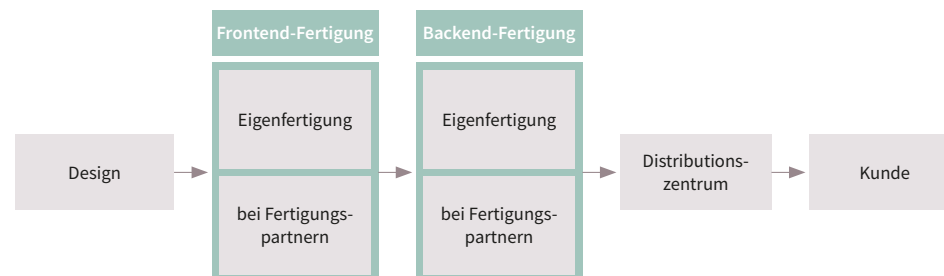 Frontend-Fertigung
Backend-Fertigung
Design
Eigenfertigung
bei Fertigungs-
partnern
Eigenfertigung
bei Fertigungs-
partnern
Distributions-
zentrum
Kunde